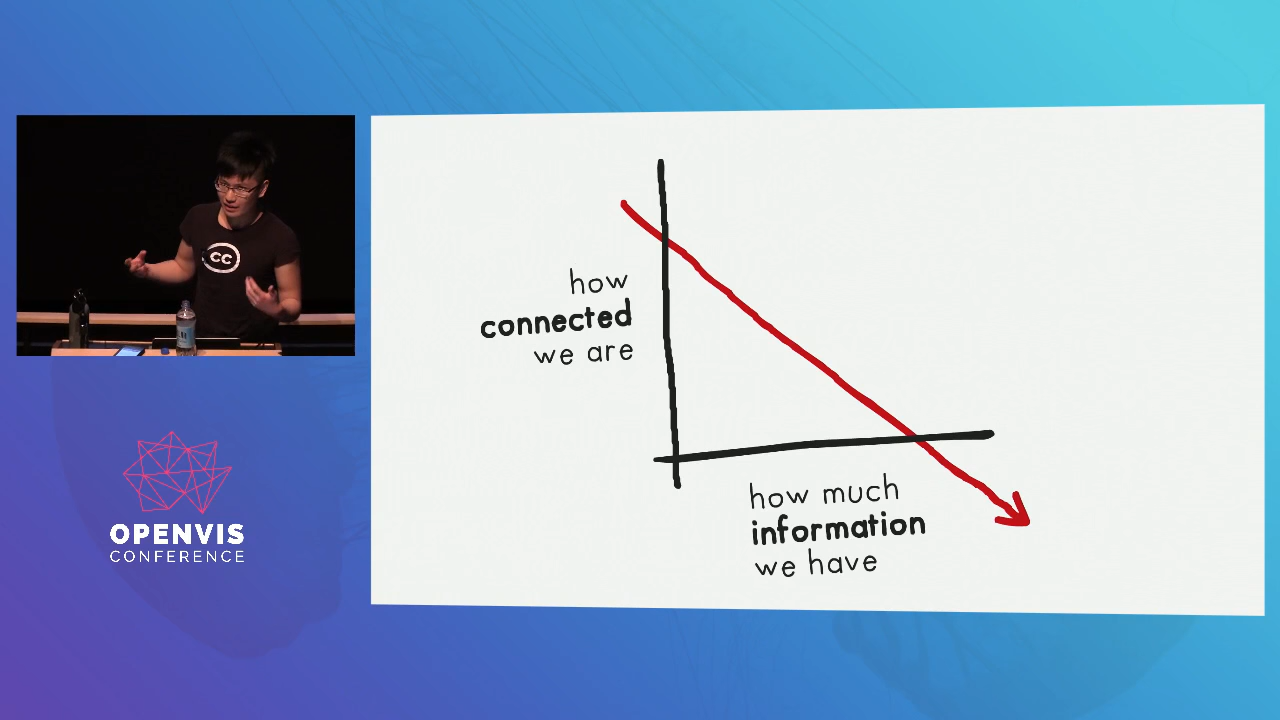 cc
OPENVIS
CONFERENCE
how
connected
we are
how much
information
we have